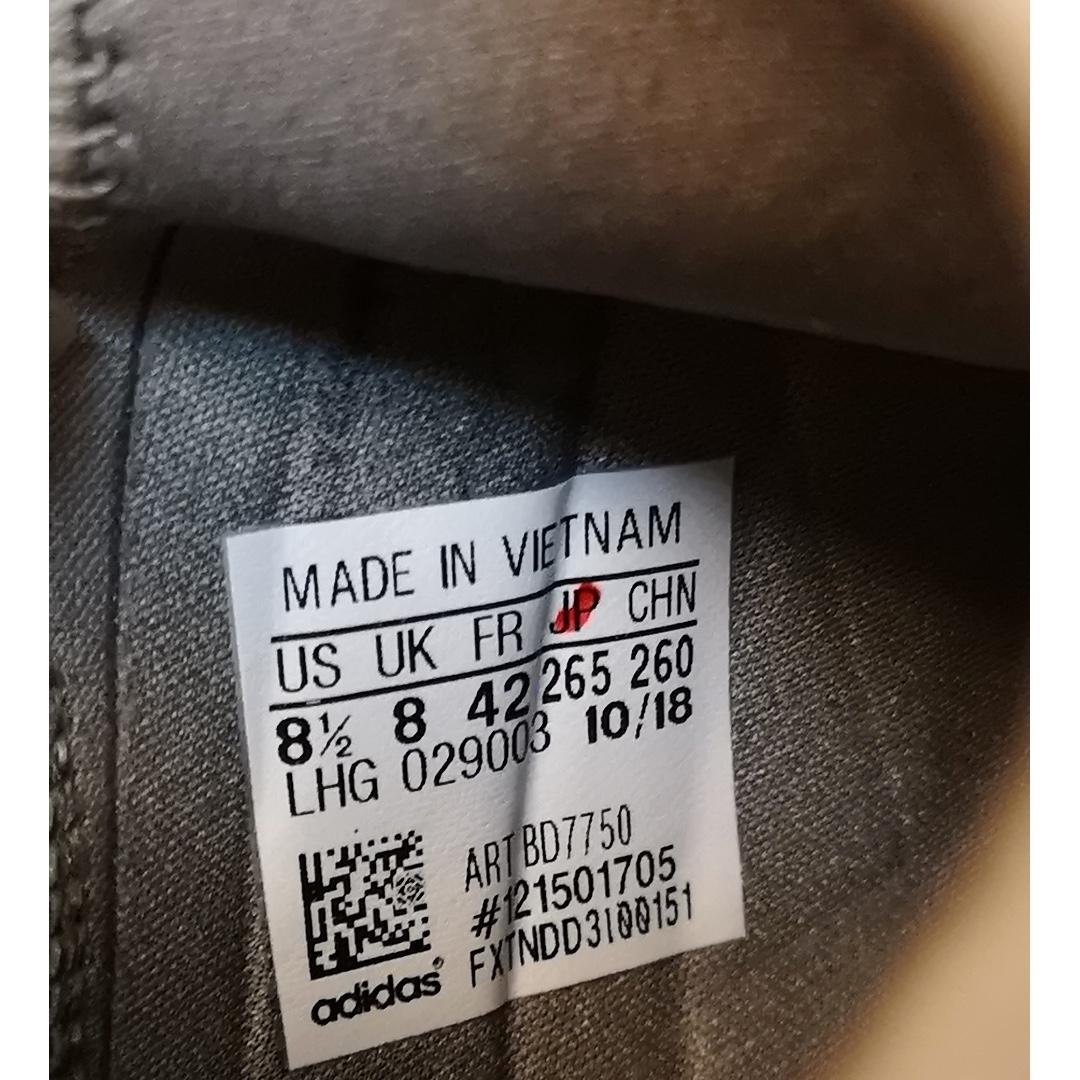 MADE IN VIETNAM
US UK FR JP CHN
8½ 8 42 265 260
LHG 029003 10/18
ART BD7750
#121501705
FXTNDD3I00151
adidas®